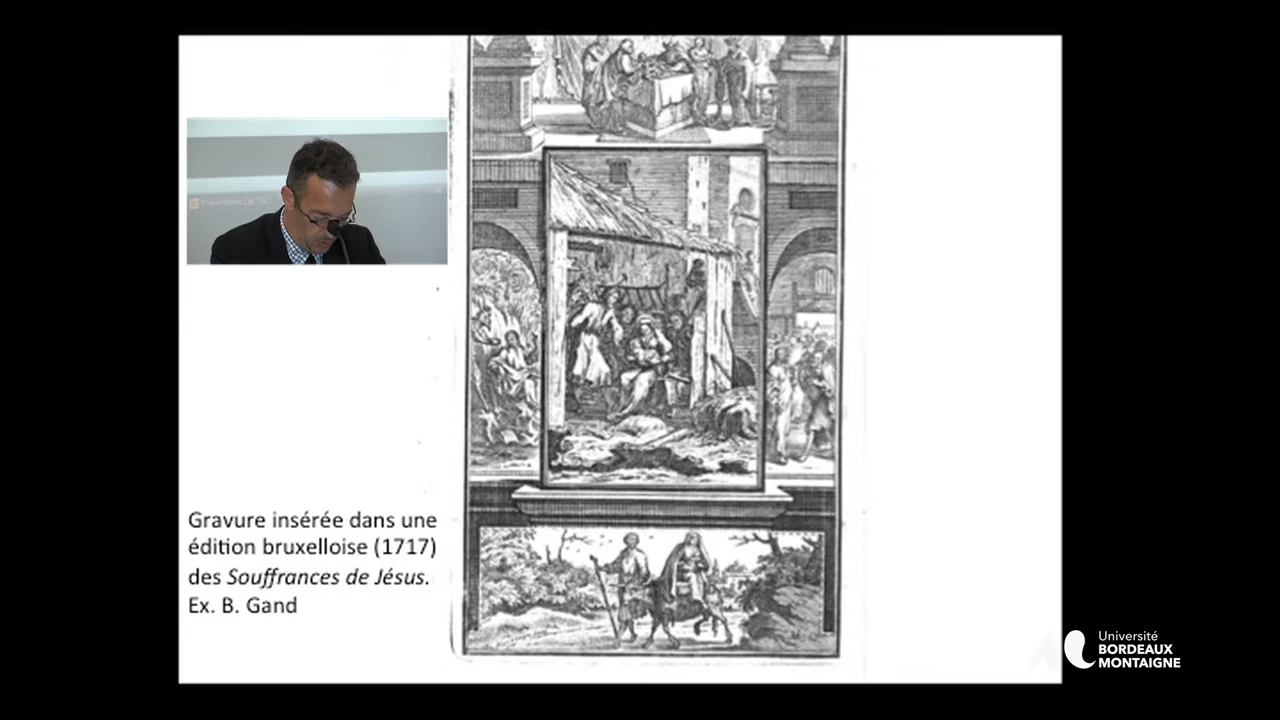 Gravure insérée dans une
édition bruxelloise (1717)
des Souffrances de Jésus.
Ex. B. Gand
Université
BORDEAUX
MONTAIGNE